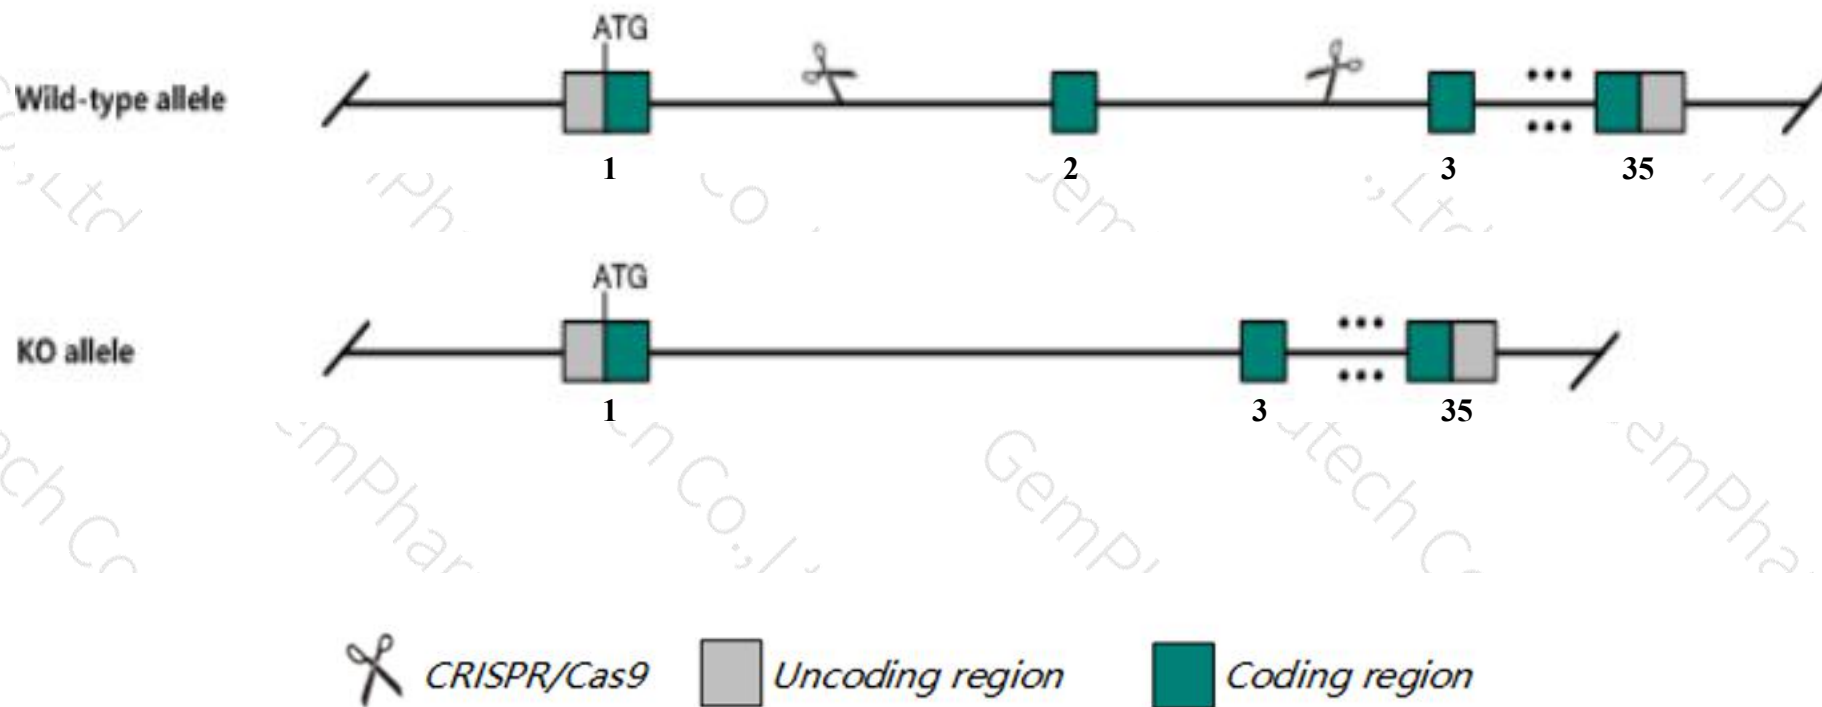 ATG
Wild-type allele
1 2 3 35
ATG
KO allele
1 3 35
CRISPR/Cas9 Uncoding region Coding region